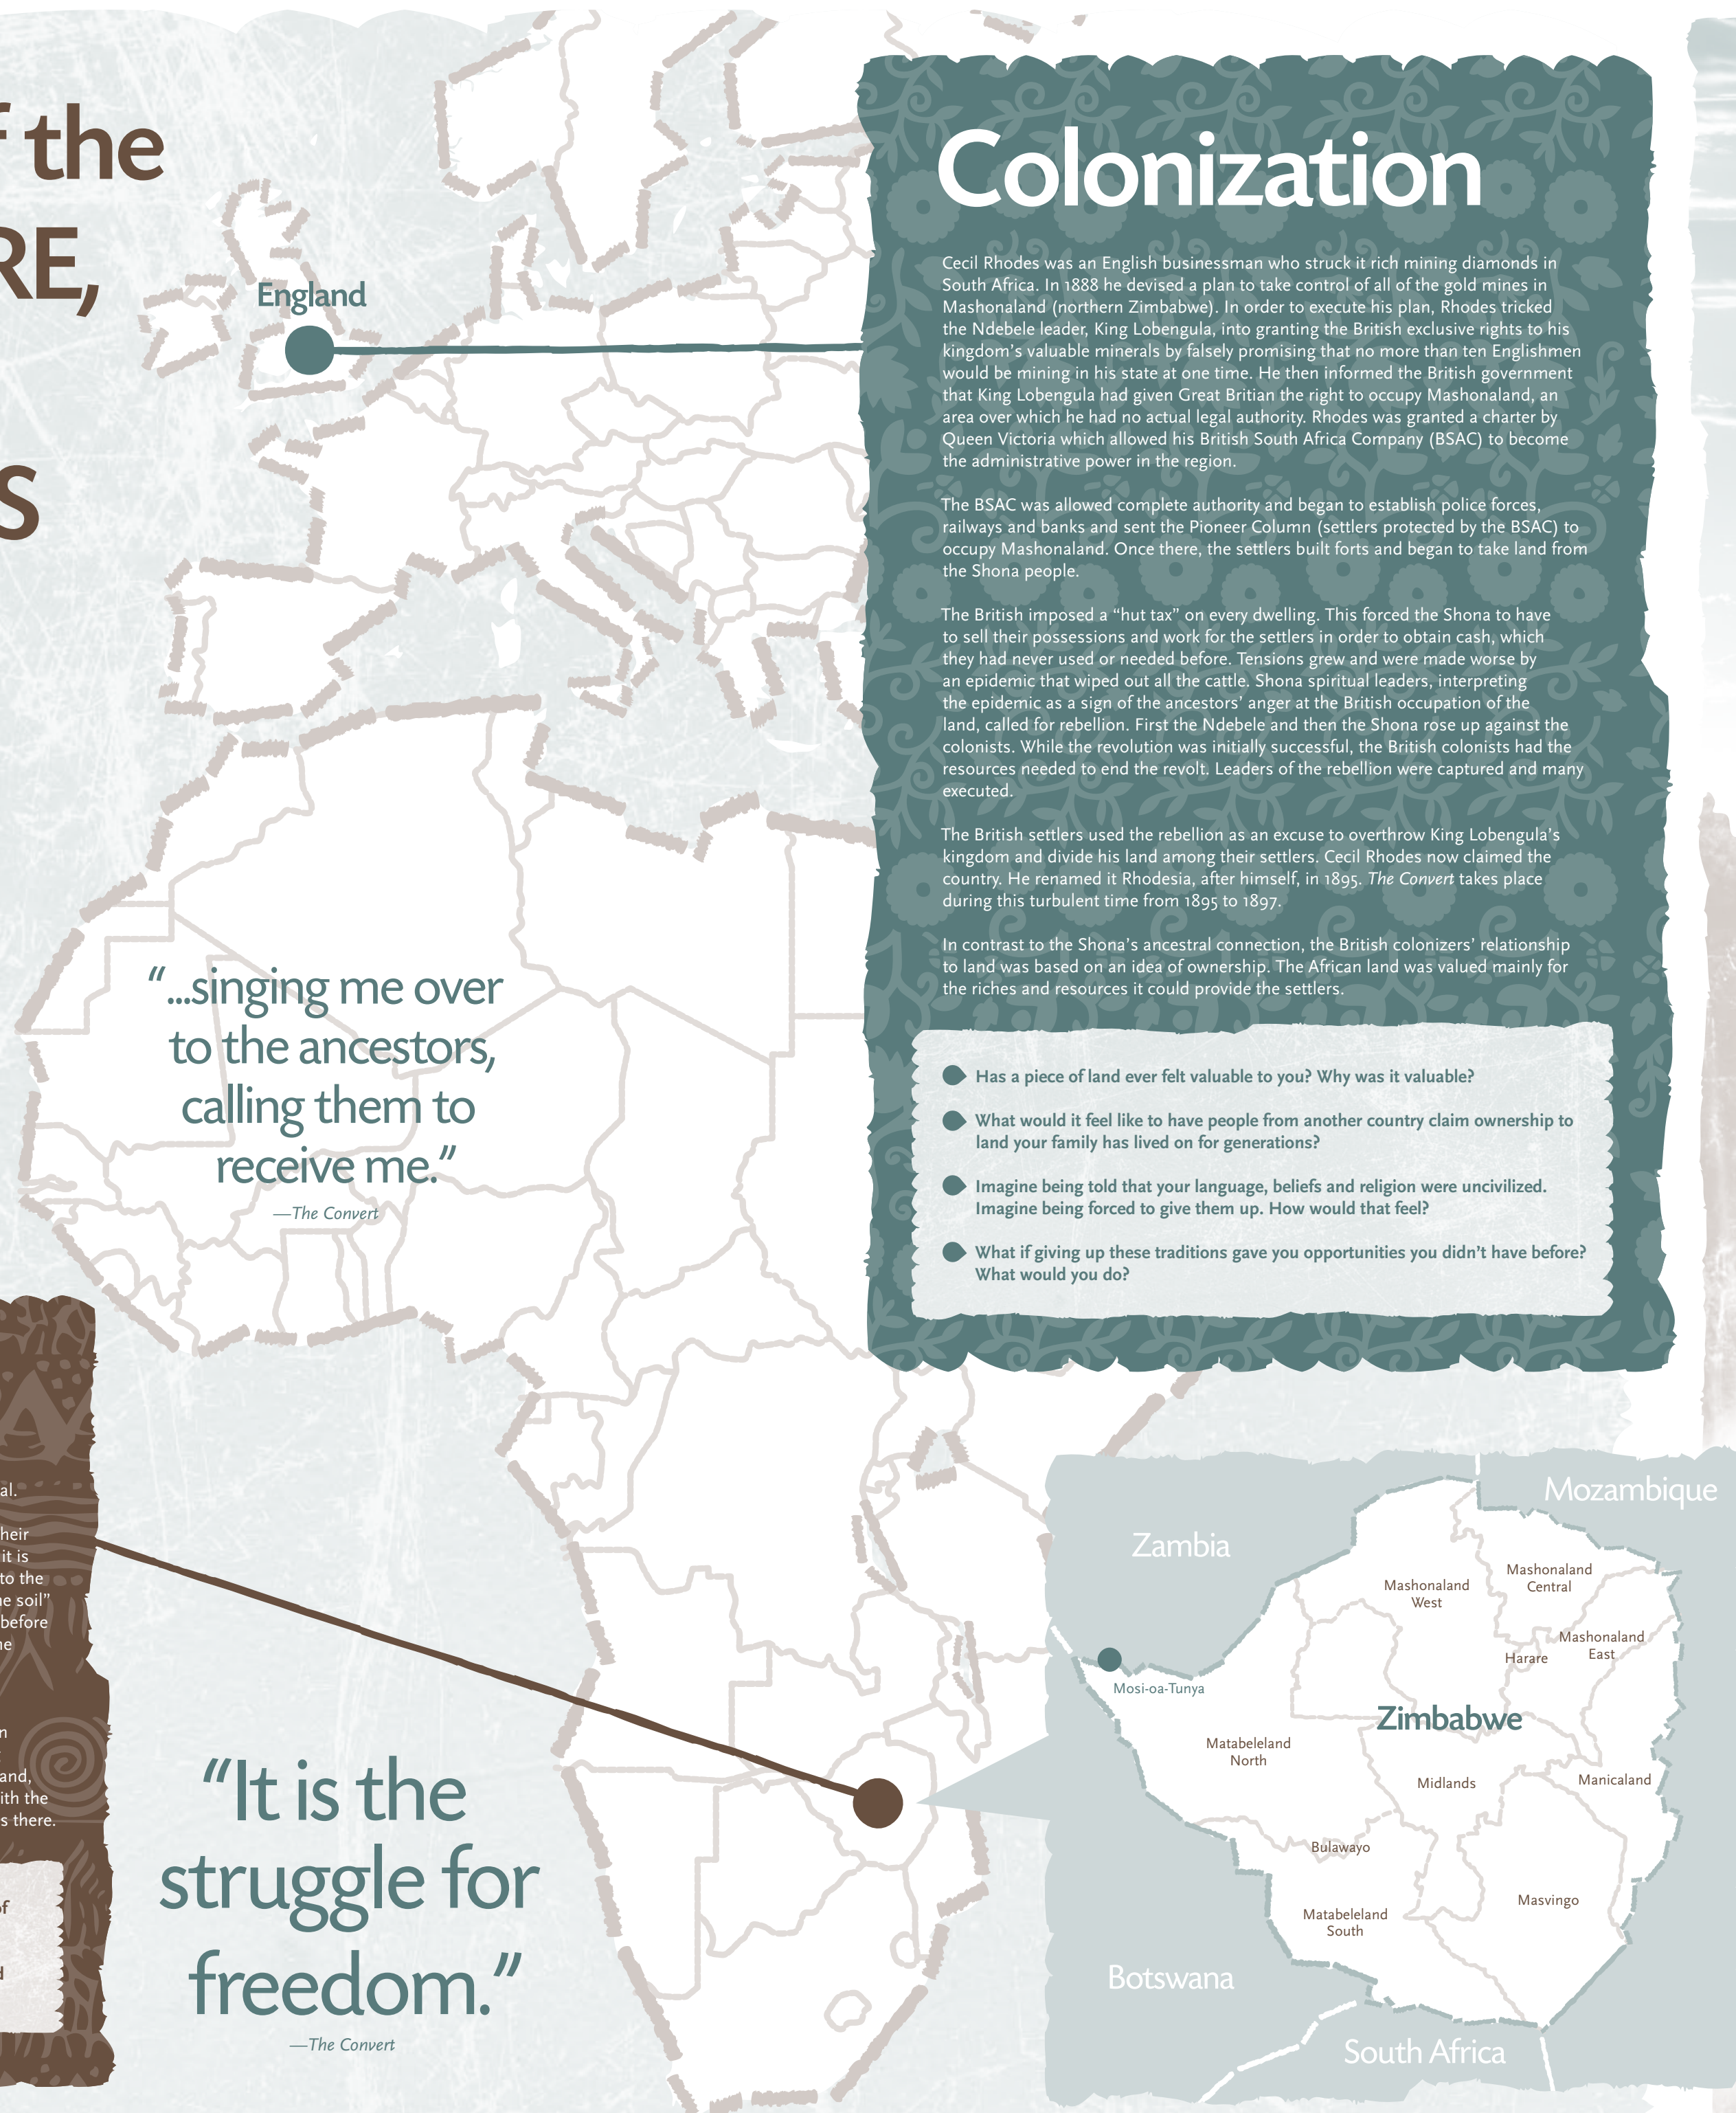 f the
RE,
S
England
Colonization
Cecil Rhodes was an English businessman who struck it rich mining diamonds in
South Africa. In 1888 he devised a plan to take control of all of the gold mines in
Mashonaland (northern Zimbabwe). In order to execute his plan, Rhodes tricked
the Ndebele leader, King Lobengula, into granting the British exclusive rights to his
kingdom’s valuable minerals by falsely promising that no more than ten Englishmen
would be mining in his state at one time. He then informed the British government
that King Lobengula had given Great Britian the right to occupy Mashonaland, an
area over which he had no actual legal authority. Rhodes was granted a charter by
Queen Victoria which allowed his British South Africa Company (BSAC) to become
the administrative power in the region.
The BSAC was allowed complete authority and began to establish police forces,
railways and banks and sent the Pioneer Column (settlers protected by the BSAC) to
occupy Mashonaland. Once there, the settlers built forts and began to take land from
the Shona people.
The British imposed a “hut tax” on every dwelling. This forced the Shona to have
to sell their possessions and work for the settlers in order to obtain cash, which
they had never used or needed before. Tensions grew and were made worse by
an epidemic that wiped out all the cattle. Shona spiritual leaders, interpreting
the epidemic as a sign of the ancestors’ anger at the British occupation of the
land, called for rebellion. First the Ndebele and then the Shona rose up against the
colonists. While the revolution was initially successful, the British colonists had the
resources needed to end the revolt. Leaders of the rebellion were captured and many
executed.
The British settlers used the rebellion as an excuse to overthrow King Lobengula’s
kingdom and divide his land among their settlers. Cecil Rhodes now claimed the
country. He renamed it Rhodesia, after himself, in 1895. The Convert takes place
during this turbulent time from 1895 to 1897.
In contrast to the Shona’s ancestral connection, the British colonizers’ relationship
to land was based on an idea of ownership. The African land was valued mainly for
the riches and resources it could provide the settlers.
Has a piece of land ever felt valuable to you? Why was it valuable?
What would it feel like to have people from another country claim ownership to
land your family has lived on for generations?
Imagine being told that your language, beliefs and religion were uncivilized.
Imagine being forced to give them up. How would that feel?
What if giving up these traditions gave you opportunities you didn’t have before?
What would you do?
“...singing me over
to the ancestors,
calling them to
receive me.”
—The Convert
al.
heir
it is
to the
e soil”
before
ne
n
and,
ith the
s there.
of
d
“It is the
struggle for
freedom.”
—The Convert
Mozambique
Zambia
Mashonaland
Central
Mashonaland
West
Mashonaland
East
Harare
Mosi-oa-Tunya
Zimbabwe
Matabeleland
North
Midlands
Manicaland
Bulawayo
Masvingo
Matabeleland
South
Botswana
South Africa